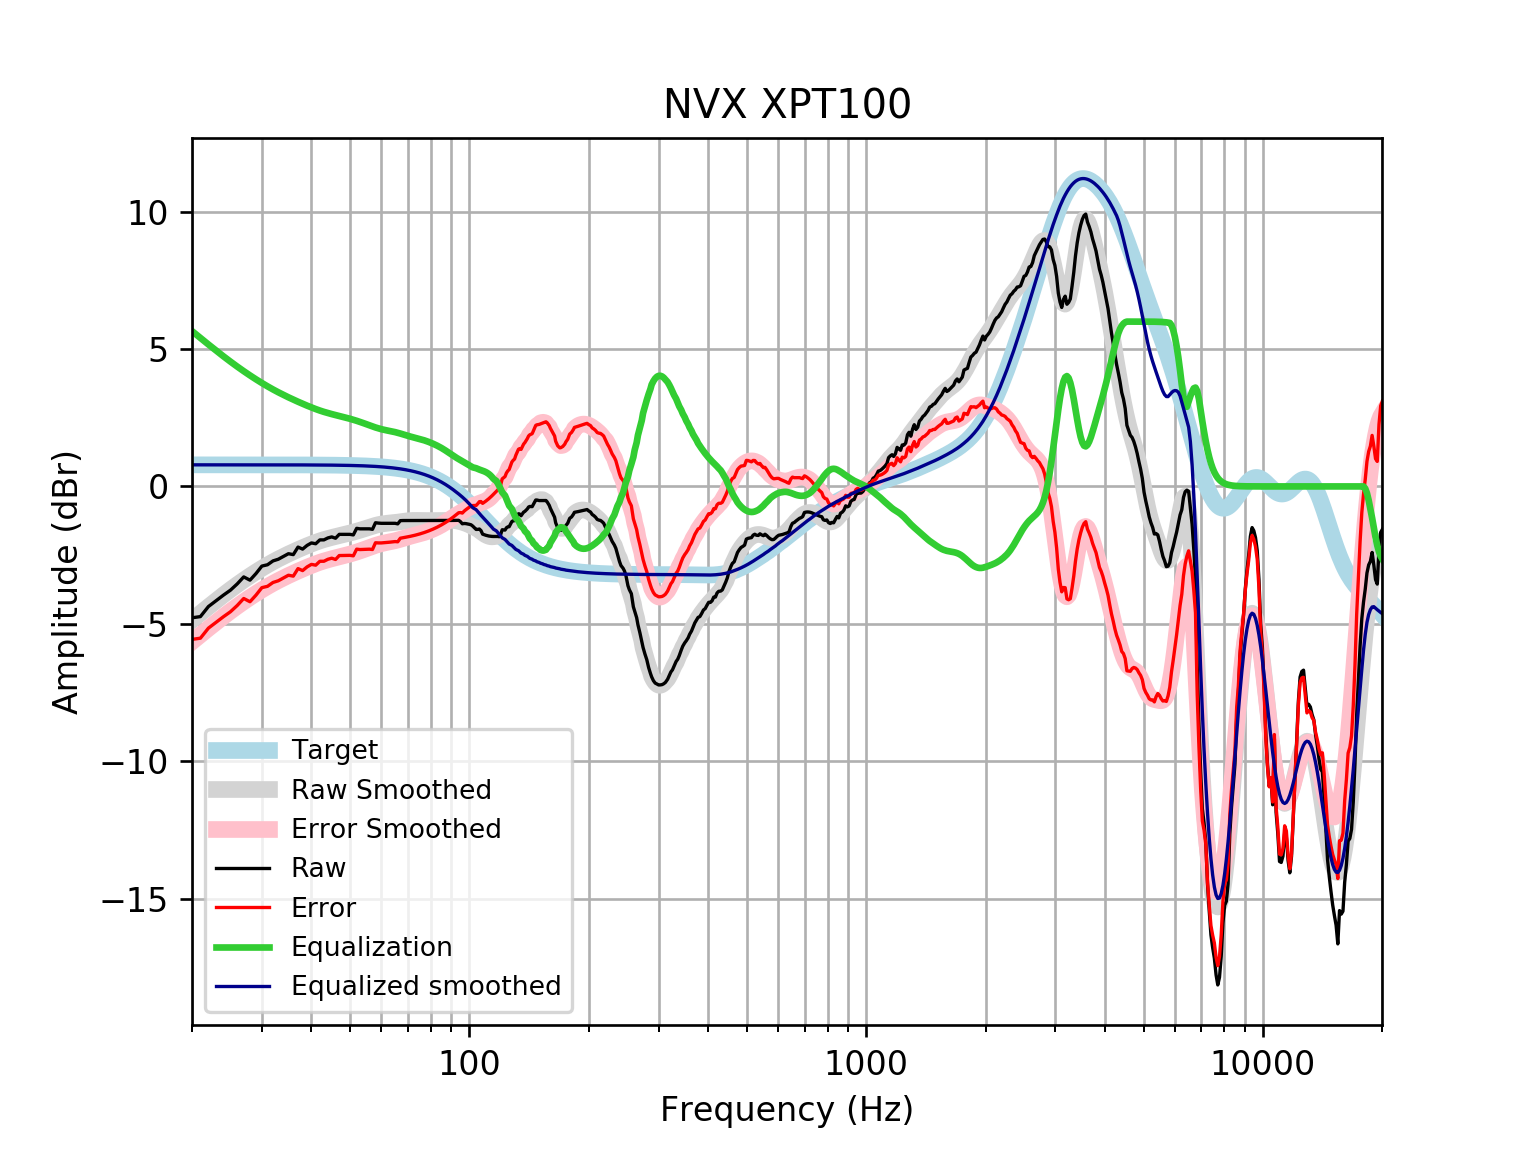 NVX XPT100
10
5
0
−5
−10
−15
Amplitude (dBr)
Target
Raw Smoothed
Error Smoothed
Raw
Error
Equalization
Equalized smoothed
100
1000
10000
Frequency (Hz)